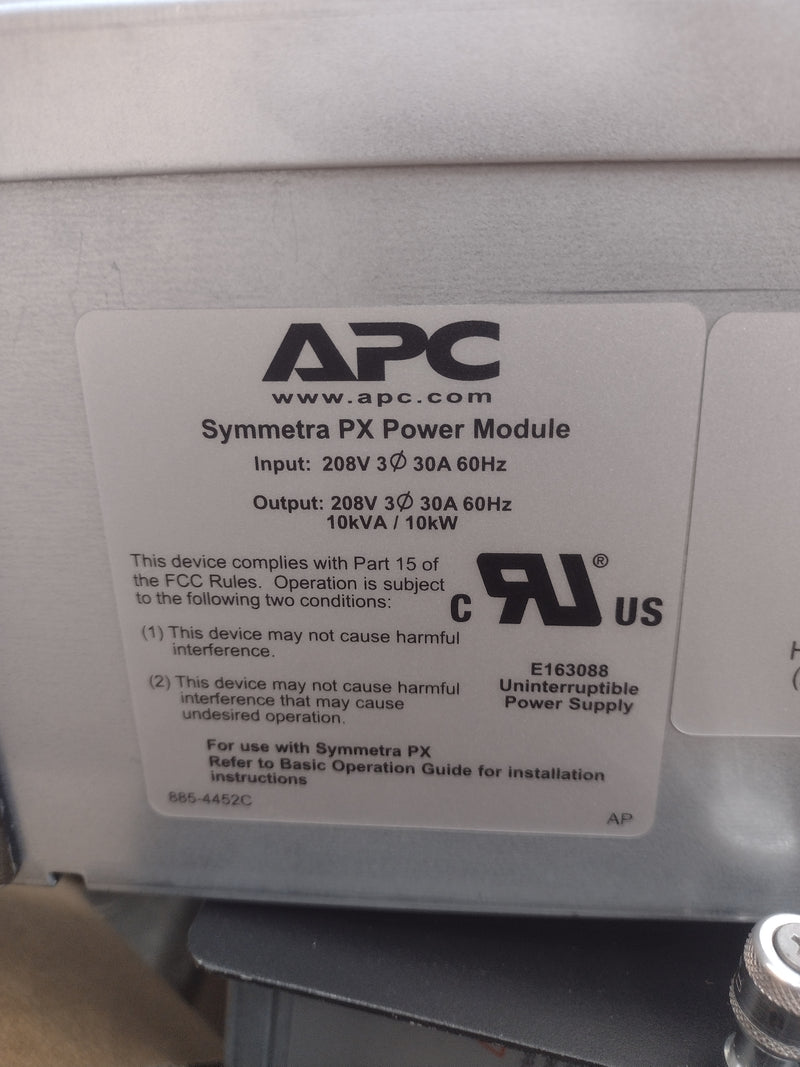 APC
www.apc.com
Symmetra PX Power Module
Input: 208V 3Ø 30A 60Hz
Output: 208V 3Ø 30A 60Hz
10kVA / 10kW
This device complies with Part 15 of
the FCC Rules. Operation is subject
to the following two conditions:
(1) This device may not cause harmful
interference.
(2) This device may not cause harmful
interference that may cause
undesired operation.
C RU ® US
E163088
Uninterruptible
Power Supply
For use with Symmetra PX
Refer to Basic Operation Guide for installation
instructions
885-4452C
AP